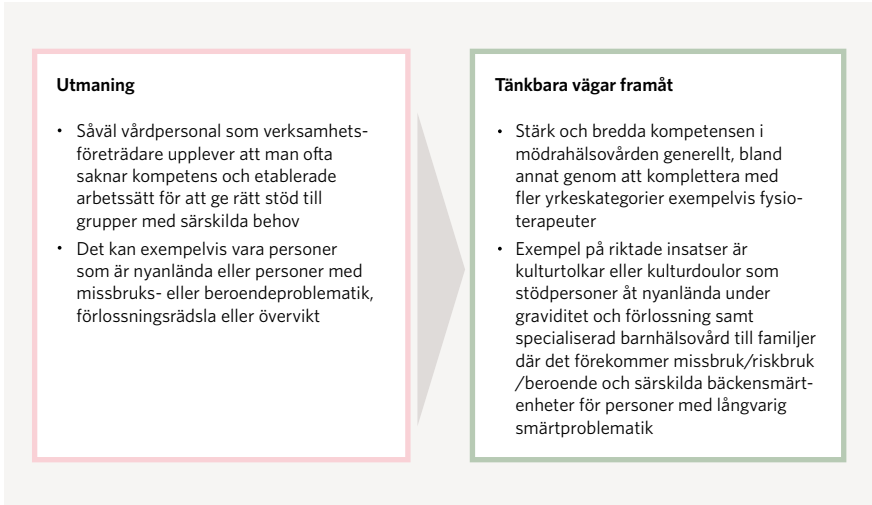 Utmaning
• Såväl vårdpersonal som verksamhets-
företrädare upplever att man ofta
saknar kompetens och etablerade
arbetssätt för att ge rätt stöd till
grupper med särskilda behov
• Det kan exempelvis vara personer
som är nyanlända eller personer med
missbruks- eller beroendeproblematik,
förlossningsrädsla eller övervikt
Tänkbara vägar framåt
• Stärk och bredda kompetensen i
mödrahälsovården generellt, bland
annat genom att komplettera med
fler yrkeskategorier exempelvis fysio-
terapeuter
• Exempel på riktade insatser är
kulturtolkar eller kulturdoulor som
stödpersoner åt nyanlända under
graviditet och förlossning samt
specialiserad barnhälsovård till familjer
där det förekommer missbruk/riskbruk
/beroende och särskilda bäckensmärt-
enheter för personer med långvarig
smärtproblematik